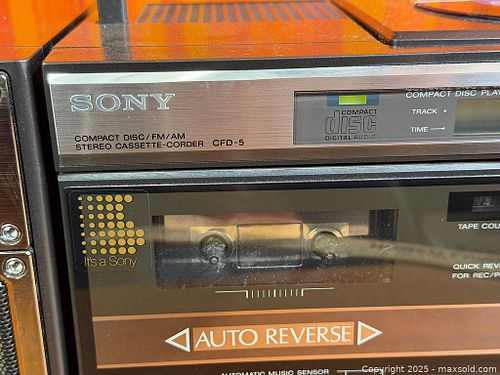 SONY
COMPACT DISC/FM/AM
STEREO CASSETTE-CORDER CFD-5
COMPACT
disc
DIGITAL AUDIO
COMPACT DISC PLAY
TRACK
TIME
It's a Sony
TAPE COU
QUICK REV
FOR REC/P
AUTO REVERSE
AUTOMATIC MUSIC SENSOR
Copyright 2025 - maxsold.com